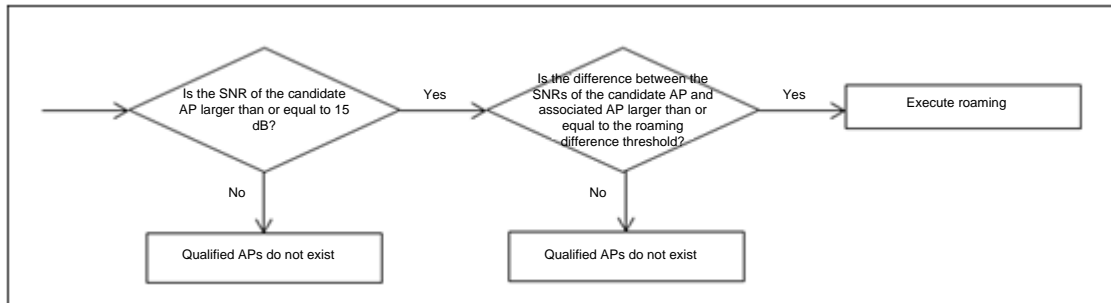 Is the SNR of the candidate
AP larger than or equal to 15
dB?
Yes
Is the difference between the
SNRs of the candidate AP and
associated AP larger than or
equal to the roaming
difference threshold?
Yes
Execute roaming
No
No
Qualified APs do not exist
Qualified APs do not exist